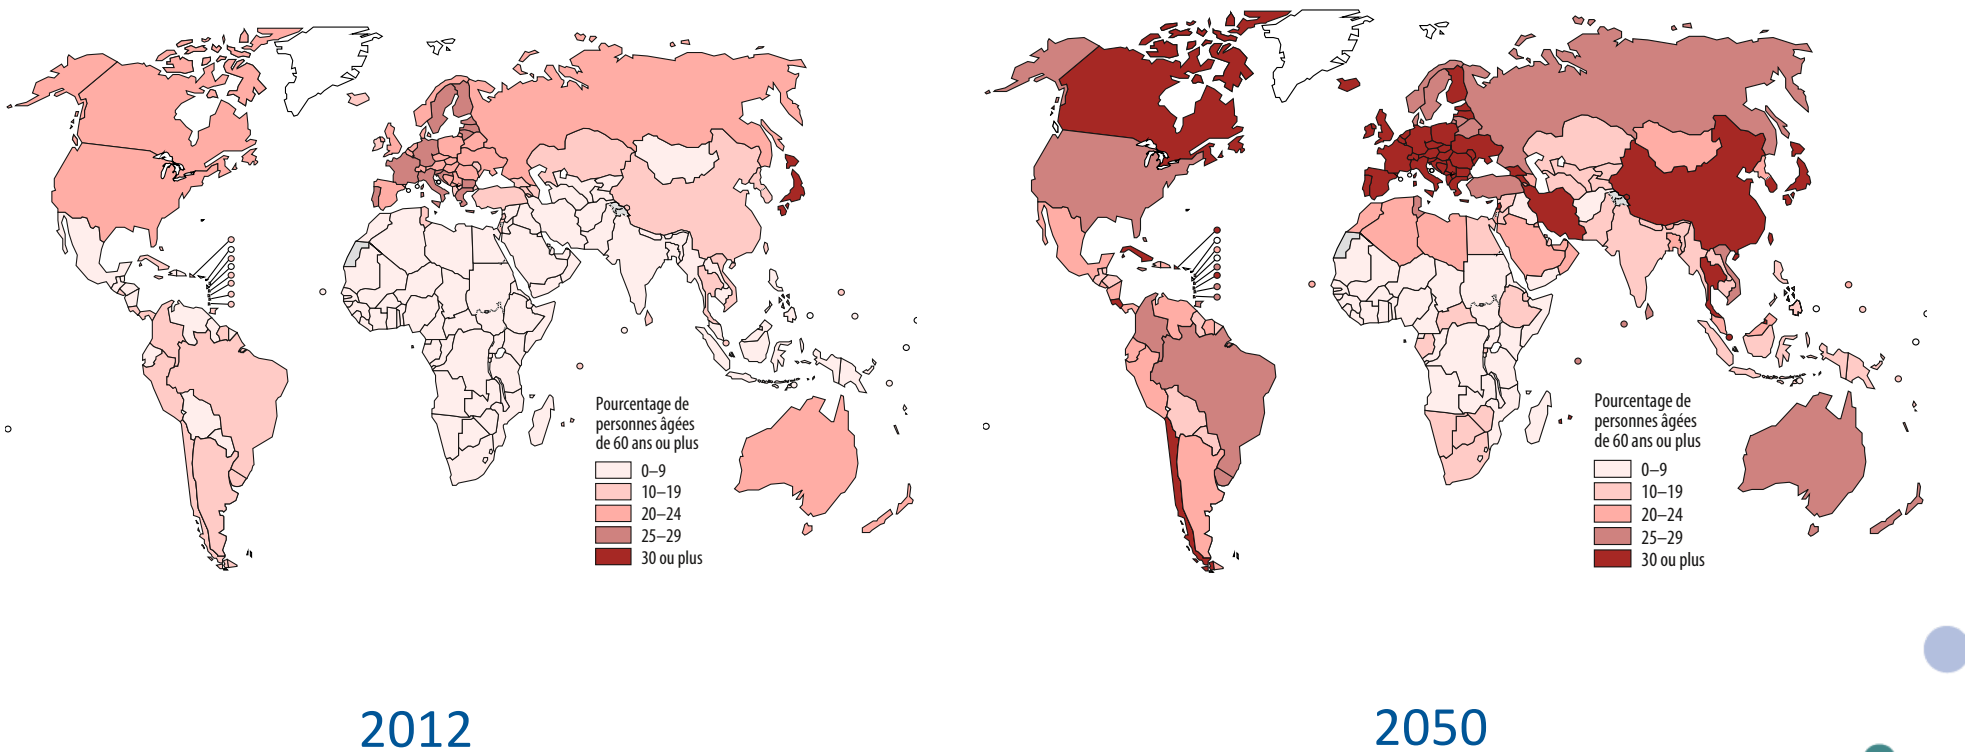 Pourcentage de
personnes âgées
de 60 ans ou plus
0–9
10–19
20–24
25–29
30 ou plus
2012
Pourcentage de
personnes âgées
de 60 ans ou plus
0–9
10–19
20–24
25–29
30 ou plus
2050